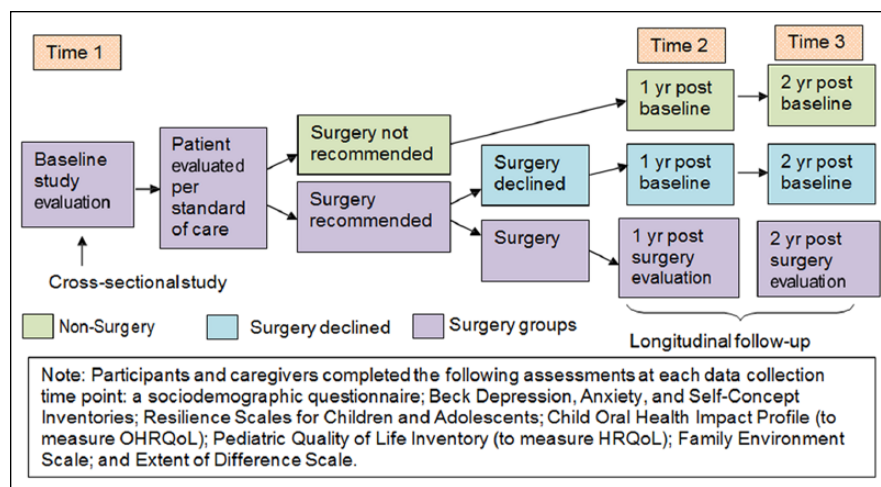 Time 1
Time 2
Time 3
Baseline
study
evaluation
Patient
evaluated
per
standard
of care
Surgery not
recommended
Surgery
recommended
Surgery
declined
Surgery
1 yr post
baseline
2 yr post
baseline
1 yr post
baseline
2 yr post
baseline
1 yr post
surgery
evaluation
2 yr post
surgery
evaluation
Cross-sectional study
Non-Surgery
Surgery declined
Surgery groups
Longitudinal follow-up
Note: Participants and caregivers completed the following assessments at each data collection
time point: a sociodemographic questionnaire; Beck Depression, Anxiety, and Self-Concept
Inventories; Resilience Scales for Children and Adolescents; Child Oral Health Impact Profile (to
measure OHRQoL); Pediatric Quality of Life Inventory (to measure HRQoL); Family Environment
Scale; and Extent of Difference Scale.